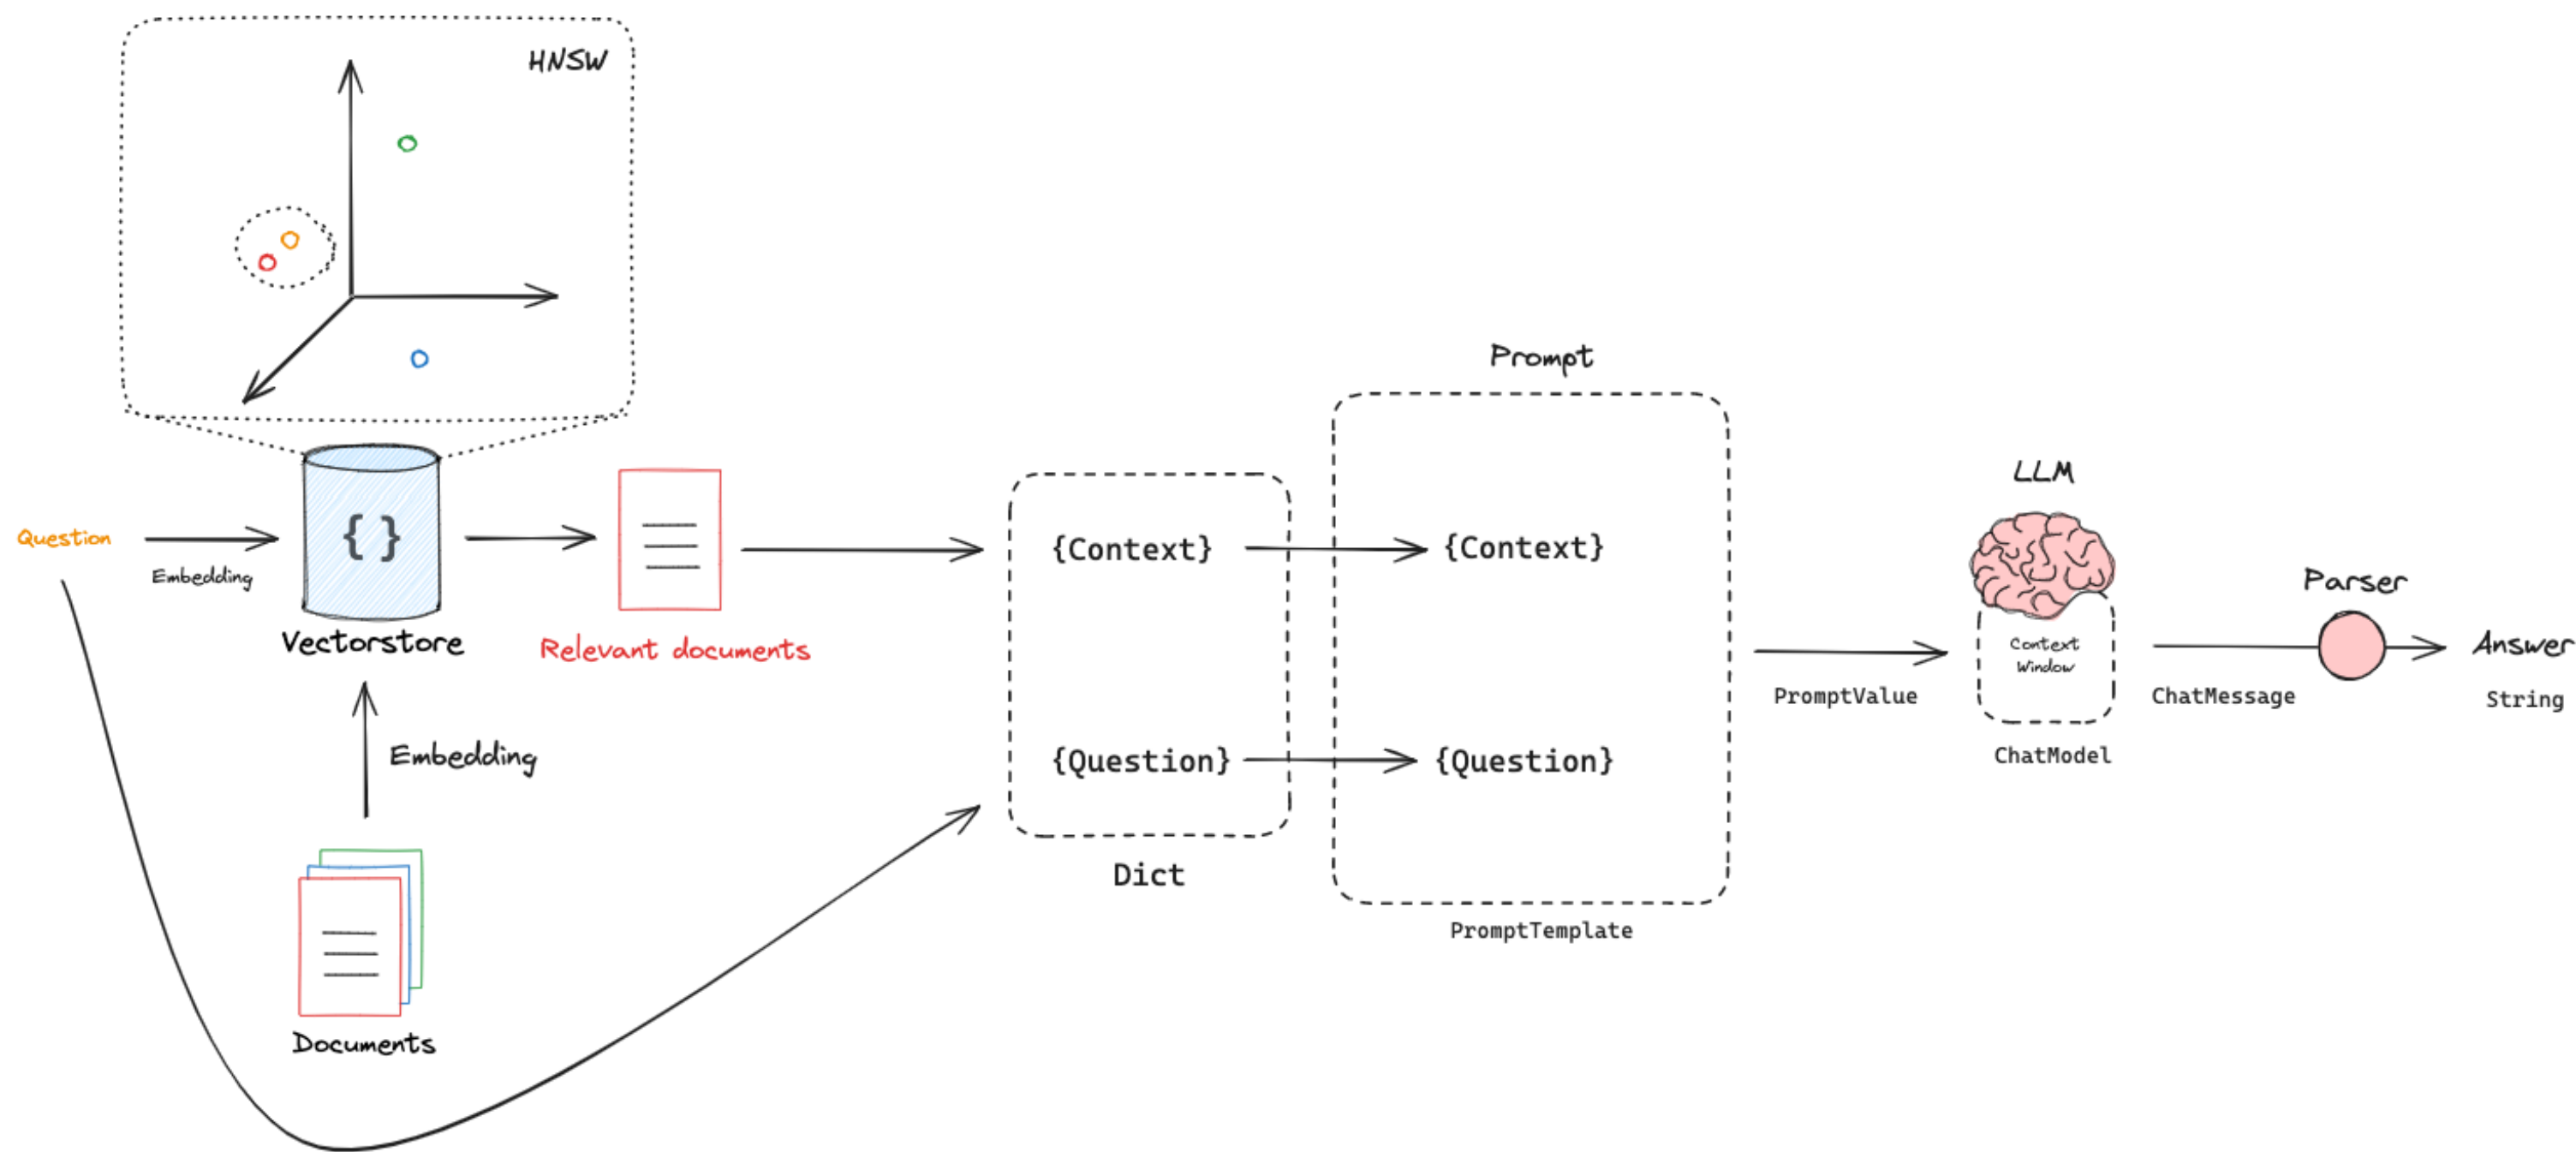 HNSW
Question
Embedding
{}
Vectorstore
Relevant documents
Embedding
Documents
{Context}
{Question}
Dict
Prompt
{Context}
{Question}
PromptTemplate
PromptValue
LLM
Context
Window
ChatModel
ChatMessage
Parser
Answer
String